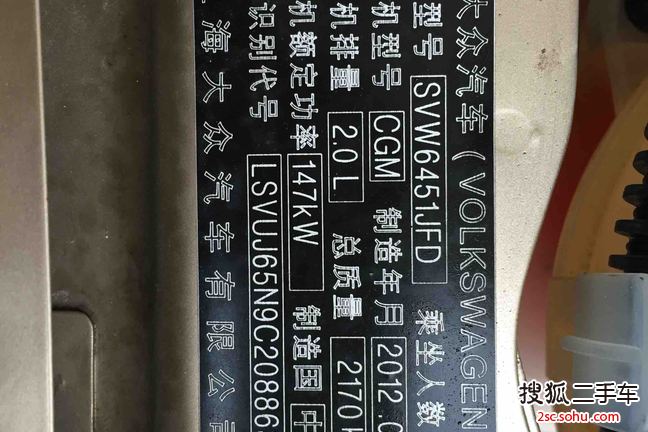 大众汽车(VOLKSWAGEN
型号 SVW6451JFD 乘坐人数
机型号 CGM 制造年月 2012.0
机排量 2.0L 总质量 2170
机额定功率 147kW 制造国 中
识别代号 LSVUJ65N9C20886
海大众汽车有限公司
搜狐二手车
2sc.sohu.com